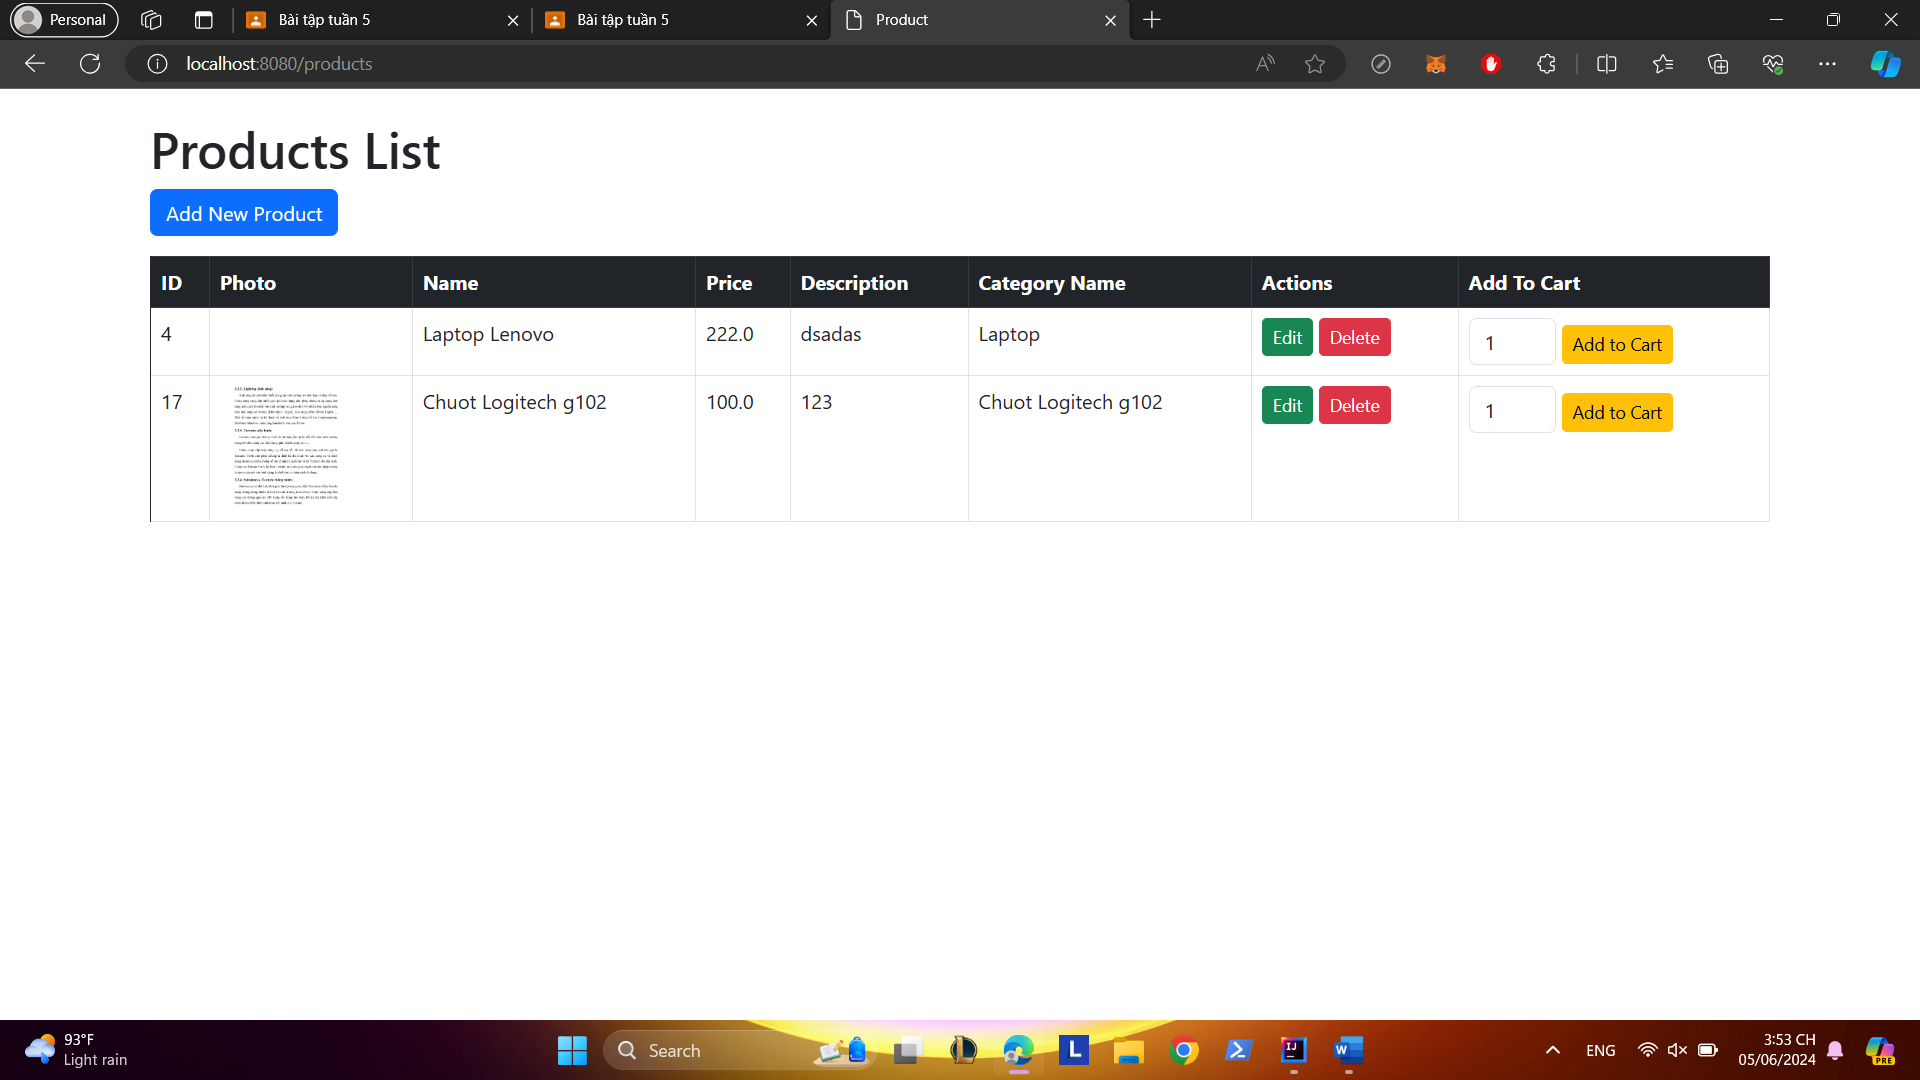 Personal
Bài tập tuần 5
Bài tập tuần 5
Product
localhost:8080/products
Products List
Add New Product
ID Photo Name Price Description Category Name Actions Add To Cart
4 Laptop Lenovo 222.0 dsadas Laptop Edit Delete 1 Add to Cart
17 Chuot Logitech g102 100.0 123 Chuot Logitech g102 Edit Delete 1 Add to Cart
93°F
Light rain
Search
L
ENG
3:53 CH
05/06/2024
PRE